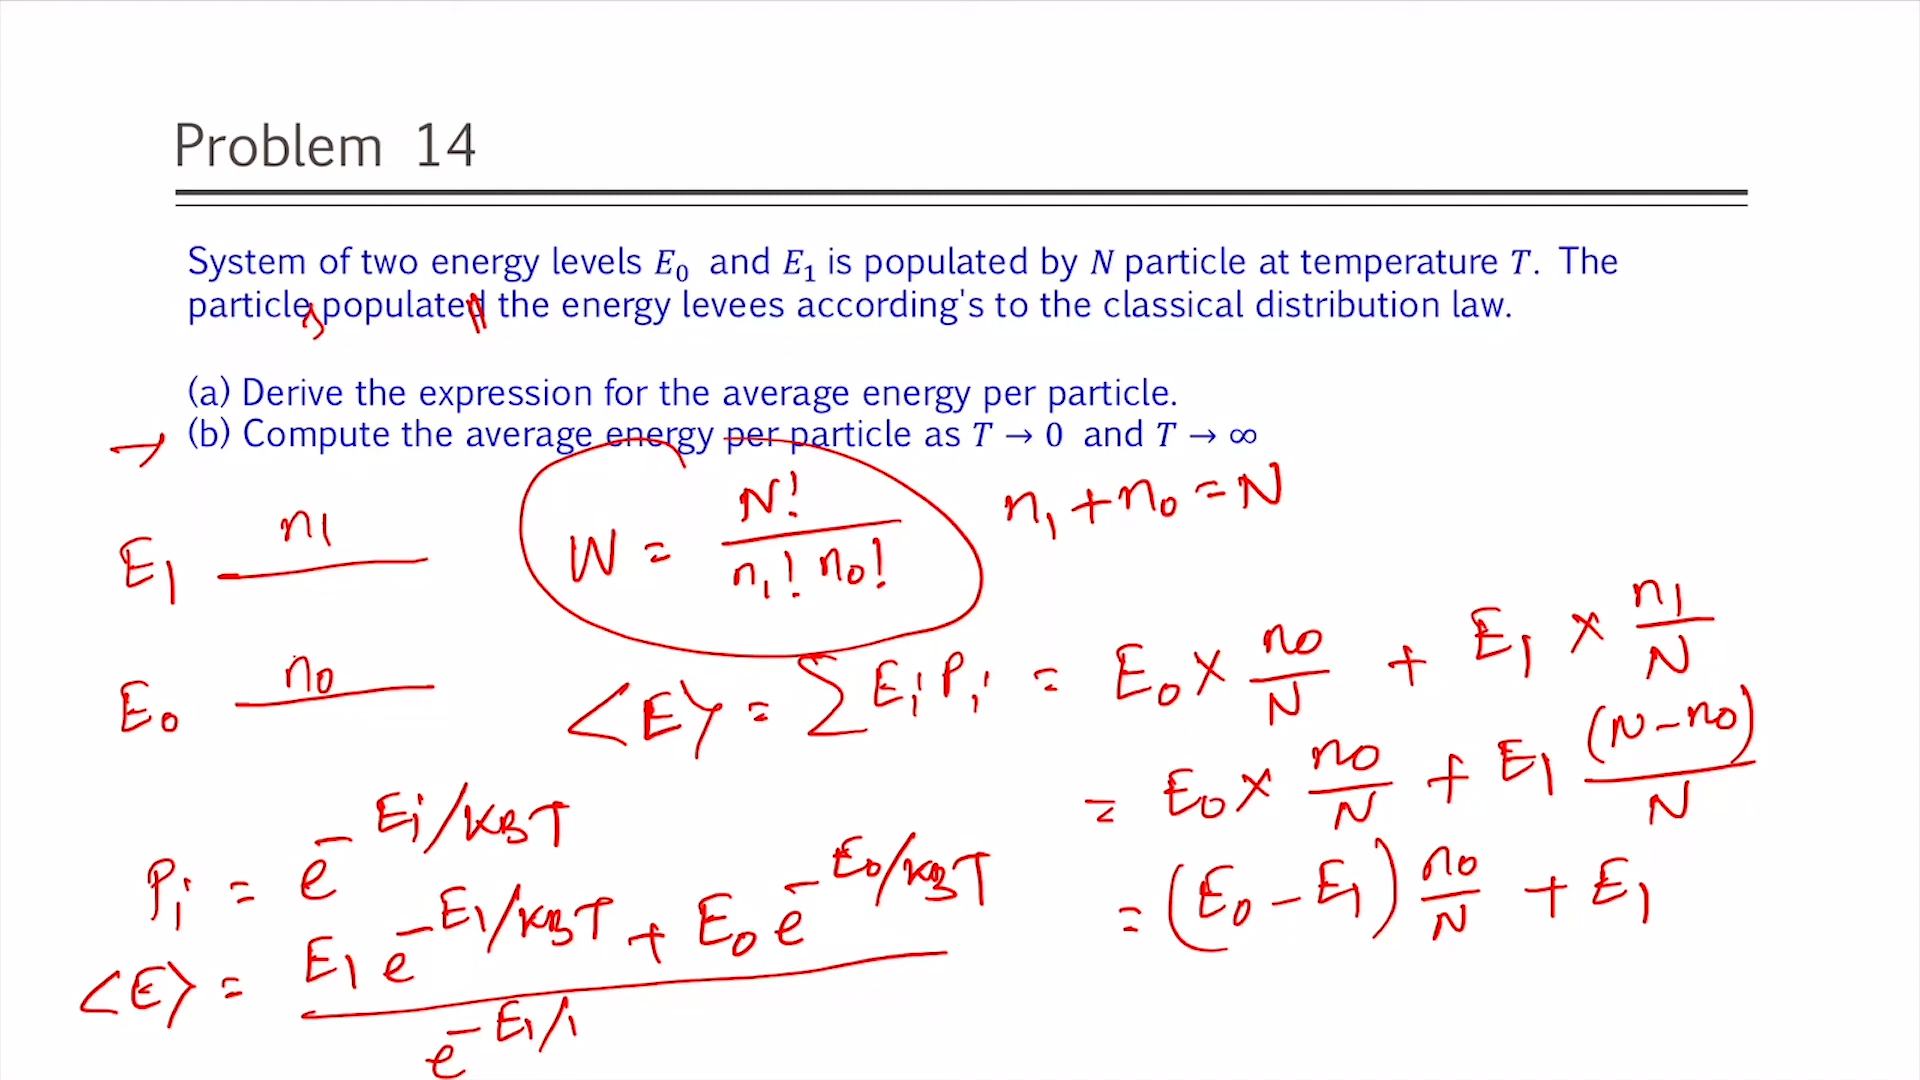 Problem 14
System of two energy levels E₀ and E₁ is populated by N particle at temperature T. The
particles populated the energy levees according's to the classical distribution law.
(a) Derive the expression for the average energy per particle.
→ (b) Compute the average energy per particle as T → 0 and T → ∞
E₁ n₁
W = N! / n₁! n₀!
n₁ + n₀ = N
E₀ n₀
<E> = Σ Eᵢ Pᵢ = E₀ × n₀/N + E₁ × n₁/N
= E₀ × n₀/N + E₁ (N - n₀)/N
= (E₀ - E₁) n₀/N + E₁
Pᵢ = e^-Eᵢ/KBT
<E> = E₁ e^-E₁/KBT + E₀ e^-E₀/KBT
e^-E₁/